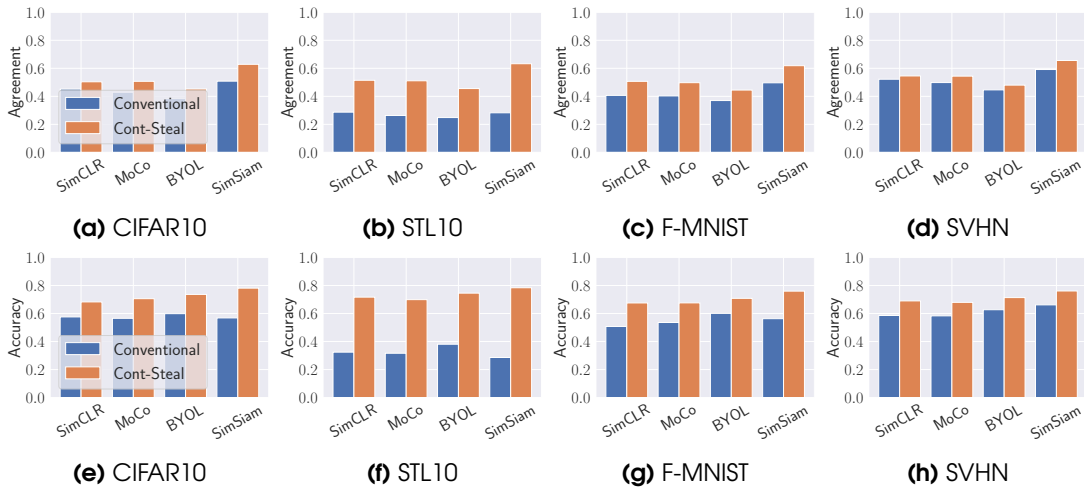 1.0
0.8
0.6
0.4
0.2
0.0
Agreement
Conventional
Cont-Steal
SimCLR
MoCo
BYOL
SimSiam
(a) CIFAR10
1.0
0.8
0.6
0.4
0.2
0.0
Agreement
SimCLR
MoCo
BYOL
SimSiam
(b) STL10
1.0
0.8
0.6
0.4
0.2
0.0
Agreement
SimCLR
MoCo
BYOL
SimSiam
(c) F-MNIST
1.0
0.8
0.6
0.4
0.2
0.0
Agreement
SimCLR
MoCo
BYOL
SimSiam
(d) SVHN
1.0
0.8
0.6
0.4
0.2
0.0
Accuracy
Conventional
Cont-Steal
SimCLR
MoCo
BYOL
SimSiam
(e) CIFAR10
1.0
0.8
0.6
0.4
0.2
0.0
Accuracy
SimCLR
MoCo
BYOL
SimSiam
(f) STL10
1.0
0.8
0.6
0.4
0.2
0.0
Accuracy
SimCLR
MoCo
BYOL
SimSiam
(g) F-MNIST
1.0
0.8
0.6
0.4
0.2
0.0
Accuracy
SimCLR
MoCo
BYOL
SimSiam
(h) SVHN